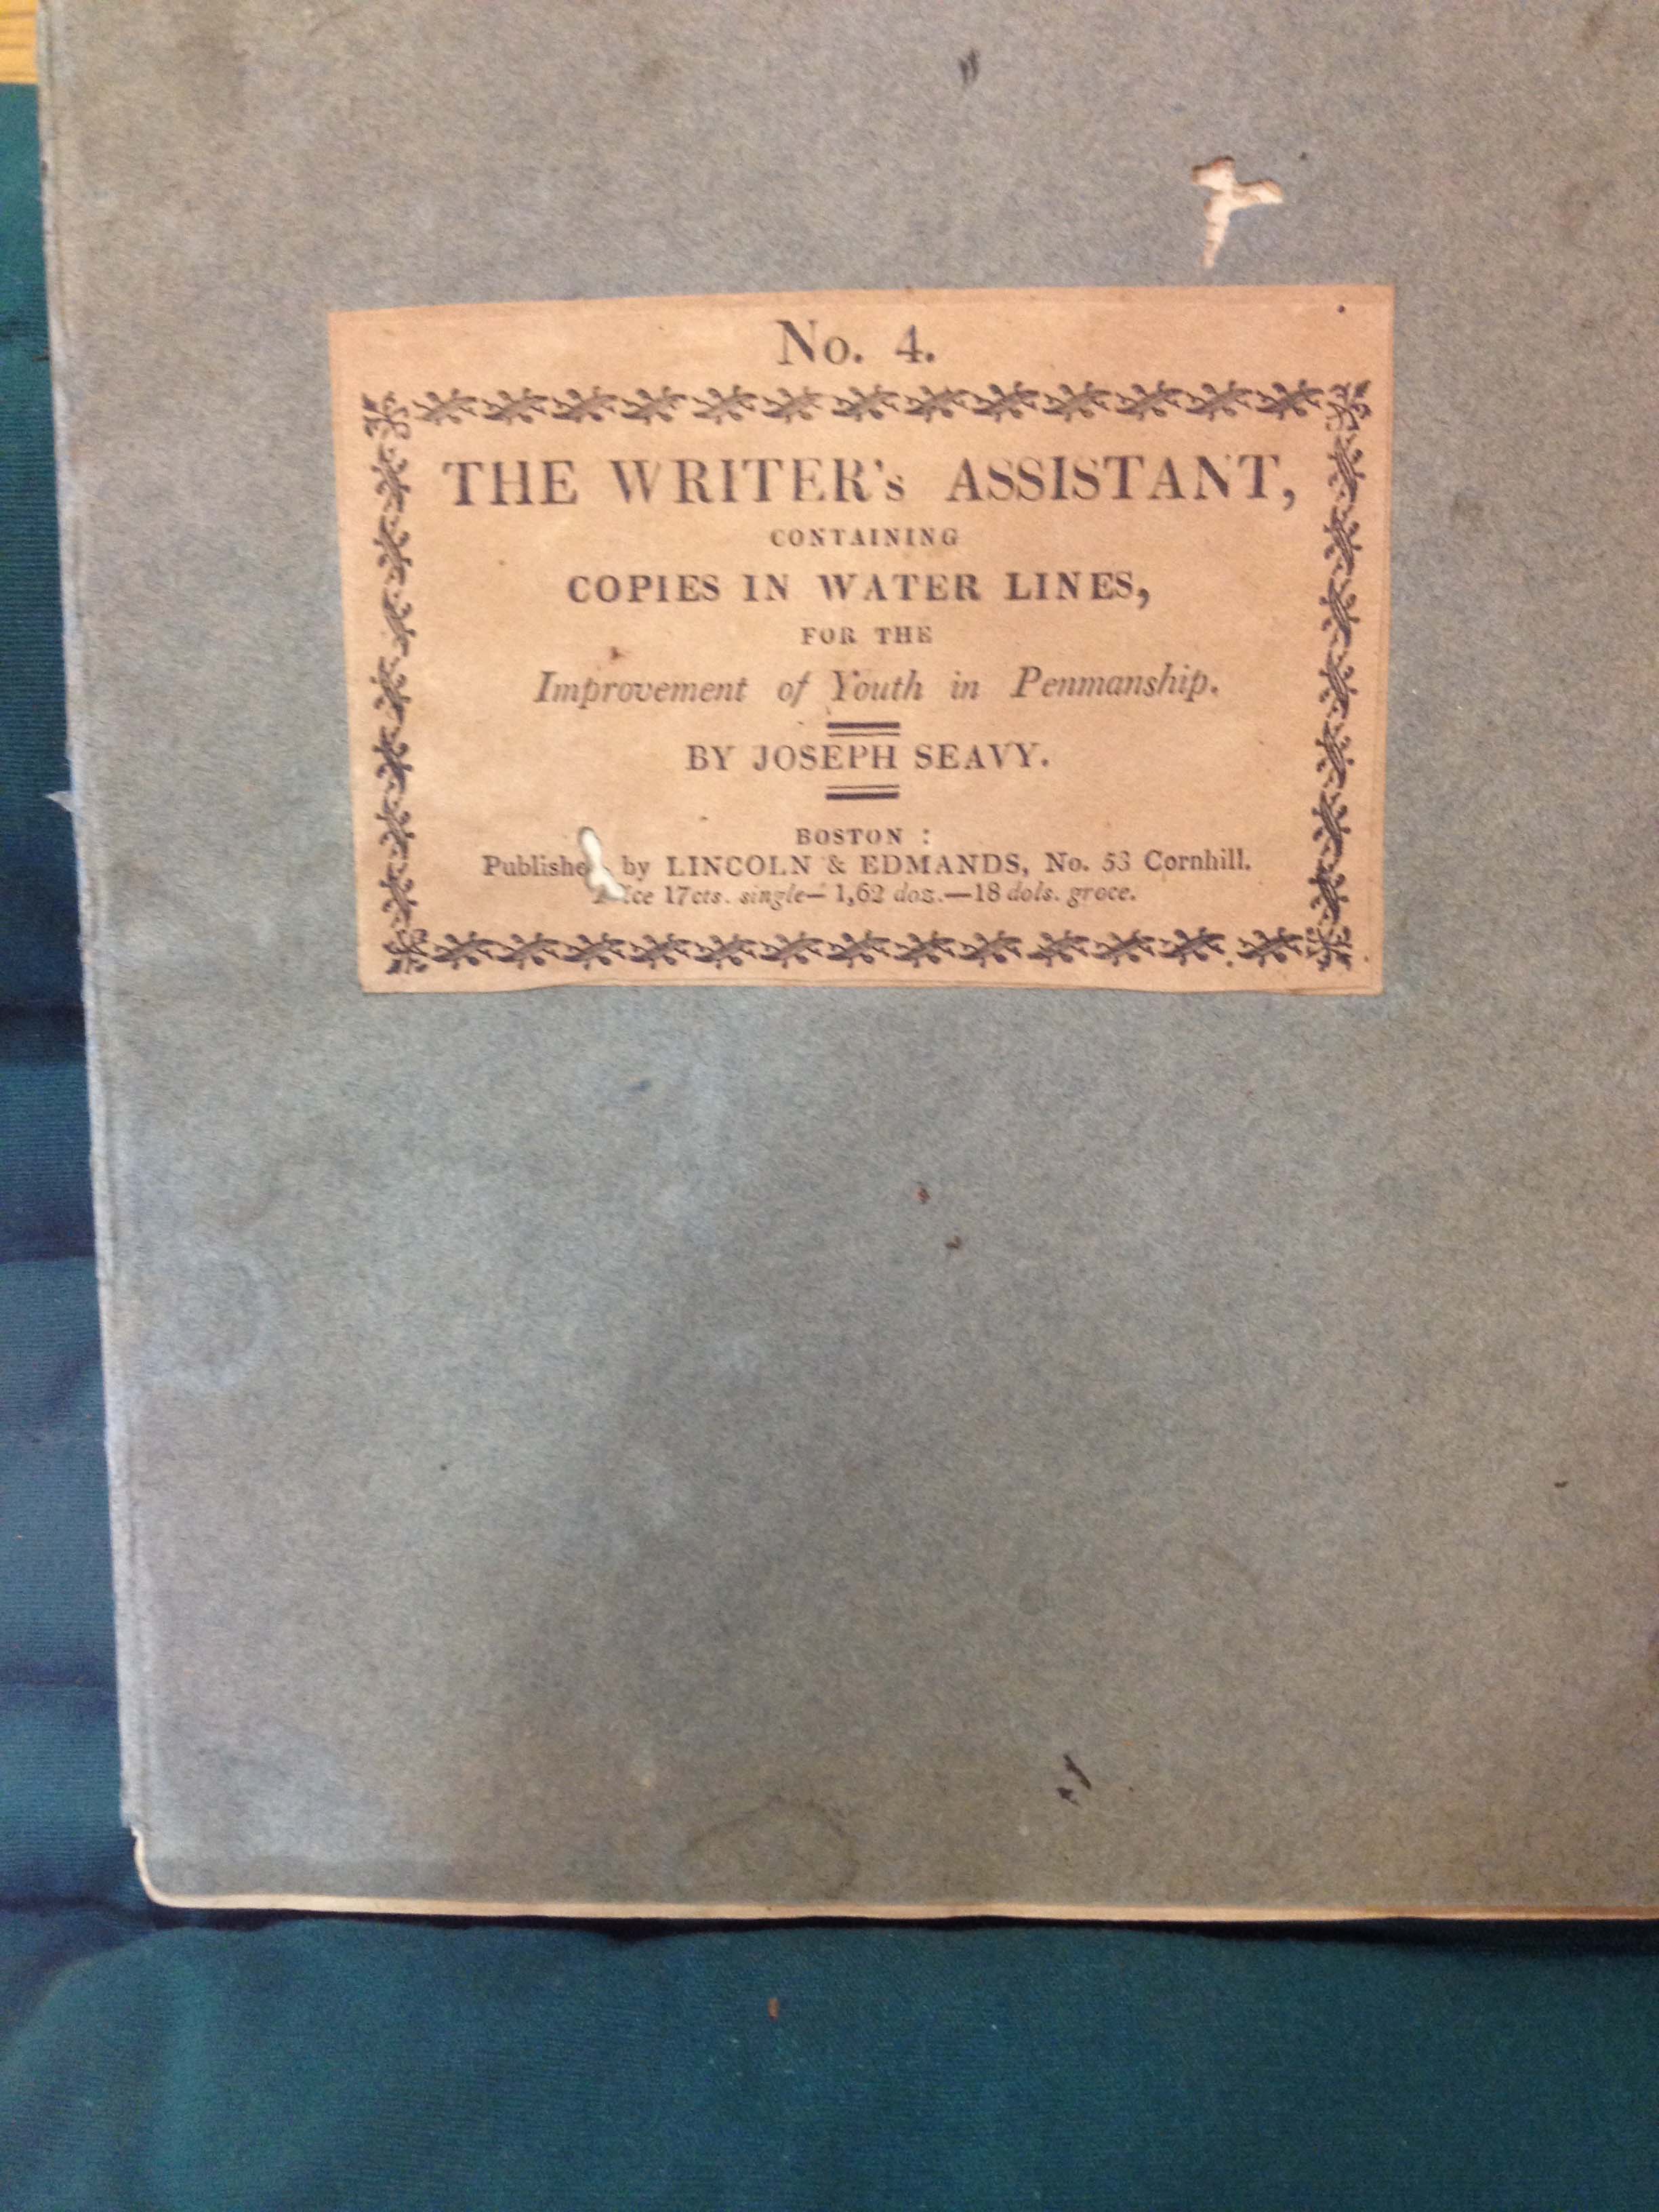 No. 4.
THE WRITER's ASSISTANT,
CONTAINING
COPIES IN WATER LINES,
FOR THE
Improvement of Youth in Penmanship.
BY JOSEPH SEAVY.
BOSTON :
Publishe by LINCOLN & EDMANDS, No. 53 Cornhill.
17cts. single— 1,62 doz.—18 dols. groce.